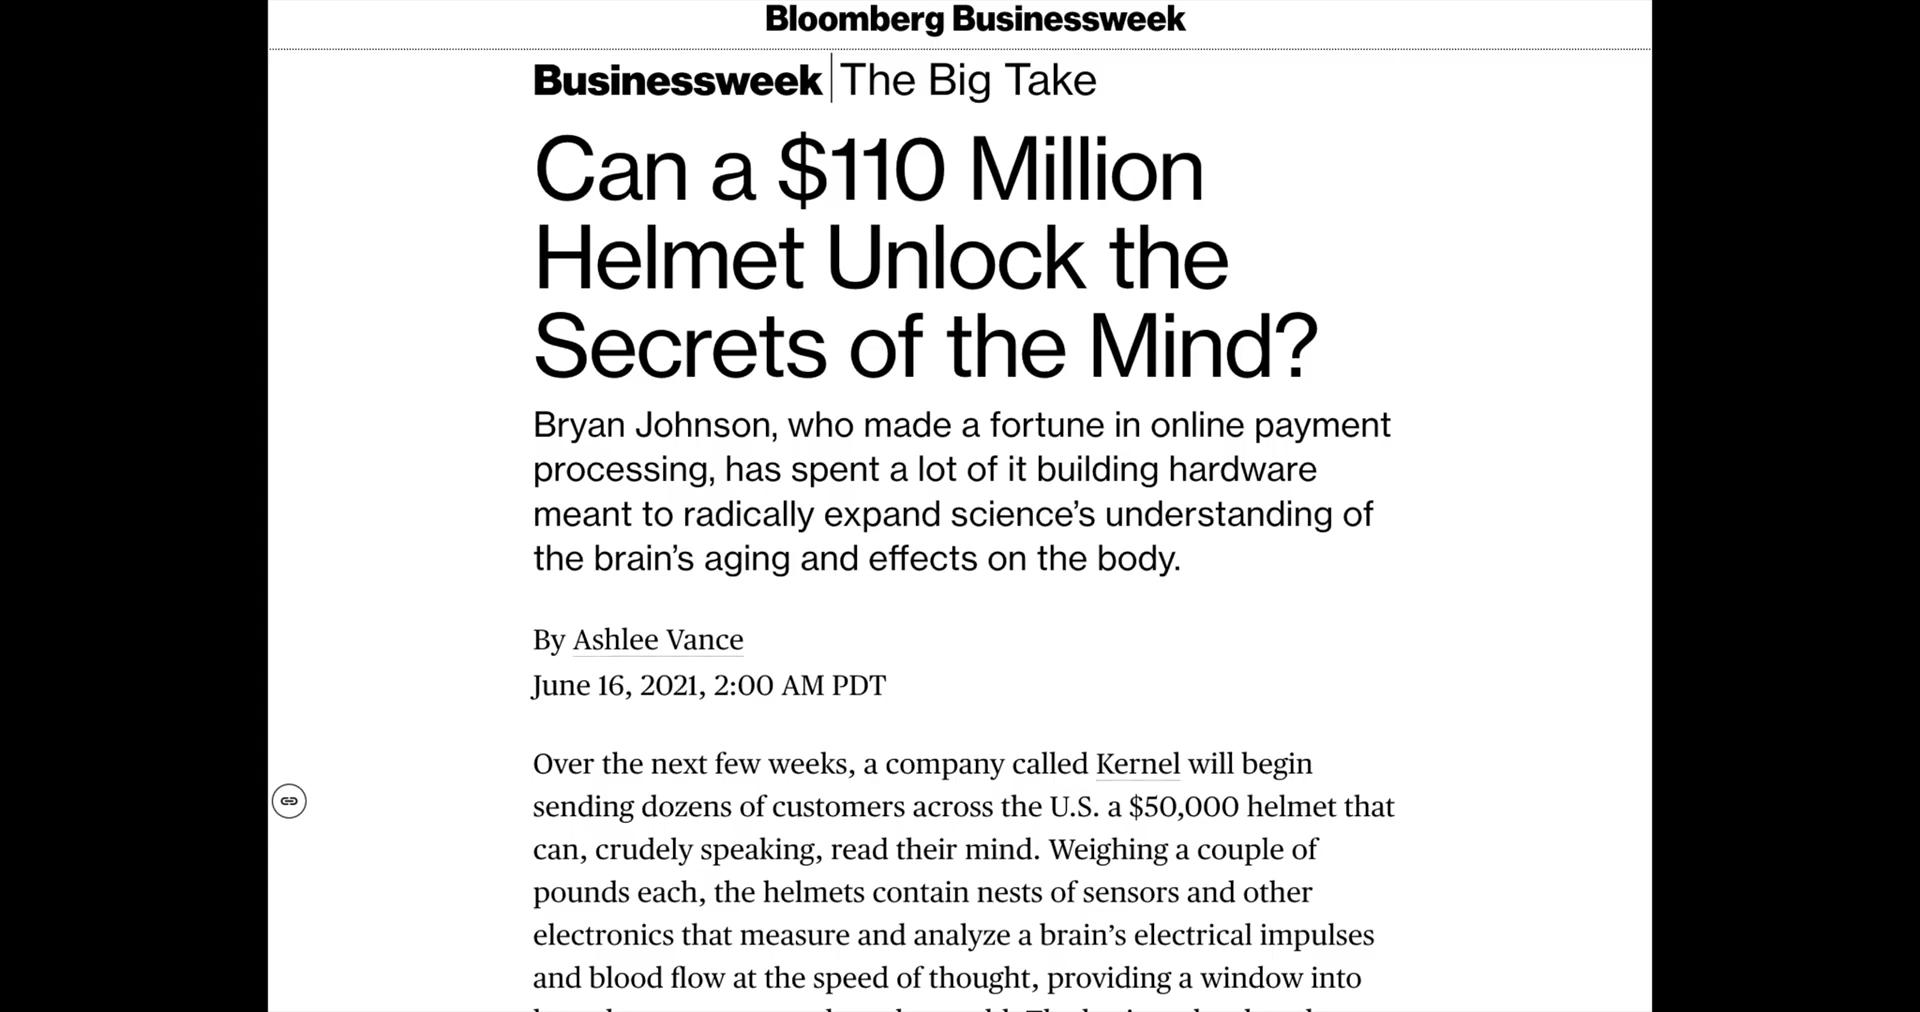 Bloomberg Businessweek
Businessweek | The Big Take
Can a $110 Million
Helmet Unlock the
Secrets of the Mind?
Bryan Johnson, who made a fortune in online payment
processing, has spent a lot of it building hardware
meant to radically expand science’s understanding of
the brain’s aging and effects on the body.
By Ashlee Vance
June 16, 2021, 2:00 AM PDT
Over the next few weeks, a company called Kernel will begin
sending dozens of customers across the U.S. a $50,000 helmet that
can, crudely speaking, read their mind. Weighing a couple of
pounds each, the helmets contain nests of sensors and other
electronics that measure and analyze a brain’s electrical impulses
and blood flow at the speed of thought, providing a window into